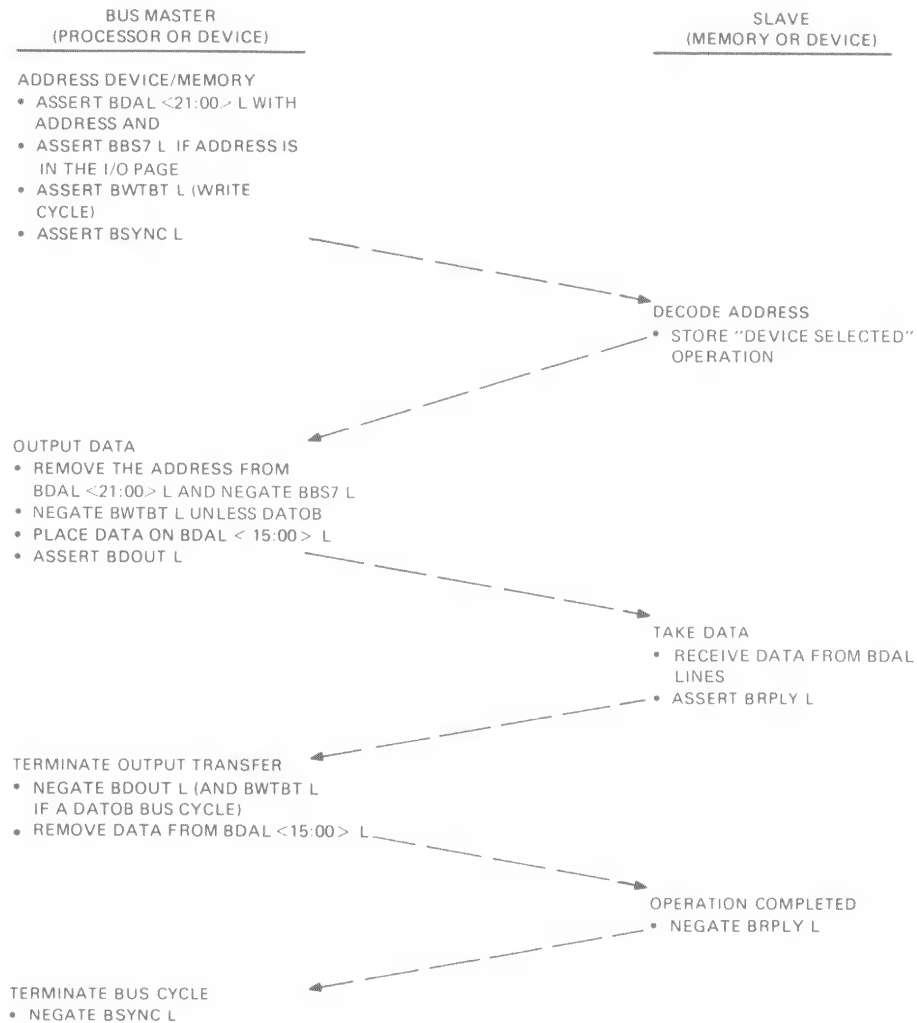 BUS MASTER
(PROCESSOR OR DEVICE)
SLAVE
(MEMORY OR DEVICE)
ADDRESS DEVICE/MEMORY
• ASSERT BDAL <21:00> L WITH
ADDRESS AND
• ASSERT BBS7 L IF ADDRESS IS
IN THE I/O PAGE
• ASSERT BWTBT L (WRITE
CYCLE)
• ASSERT BSYNC L
DECODE ADDRESS
• STORE "DEVICE SELECTED"
OPERATION
OUTPUT DATA
• REMOVE THE ADDRESS FROM
BDAL <21:00> L AND NEGATE BBS7 L
• NEGATE BWTBT L UNLESS DATOB
• PLACE DATA ON BDAL < 15:00 > L
• ASSERT BDOUT L
TAKE DATA
• RECEIVE DATA FROM BDAL
LINES
• ASSERT BRPLY L
TERMINATE OUTPUT TRANSFER
• NEGATE BDOUT L (AND BWTBT L
IF A DATOB BUS CYCLE)
• REMOVE DATA FROM BDAL <15:00> L
OPERATION COMPLETED
• NEGATE BRPLY L
TERMINATE BUS CYCLE
• NEGATE BSYNC L